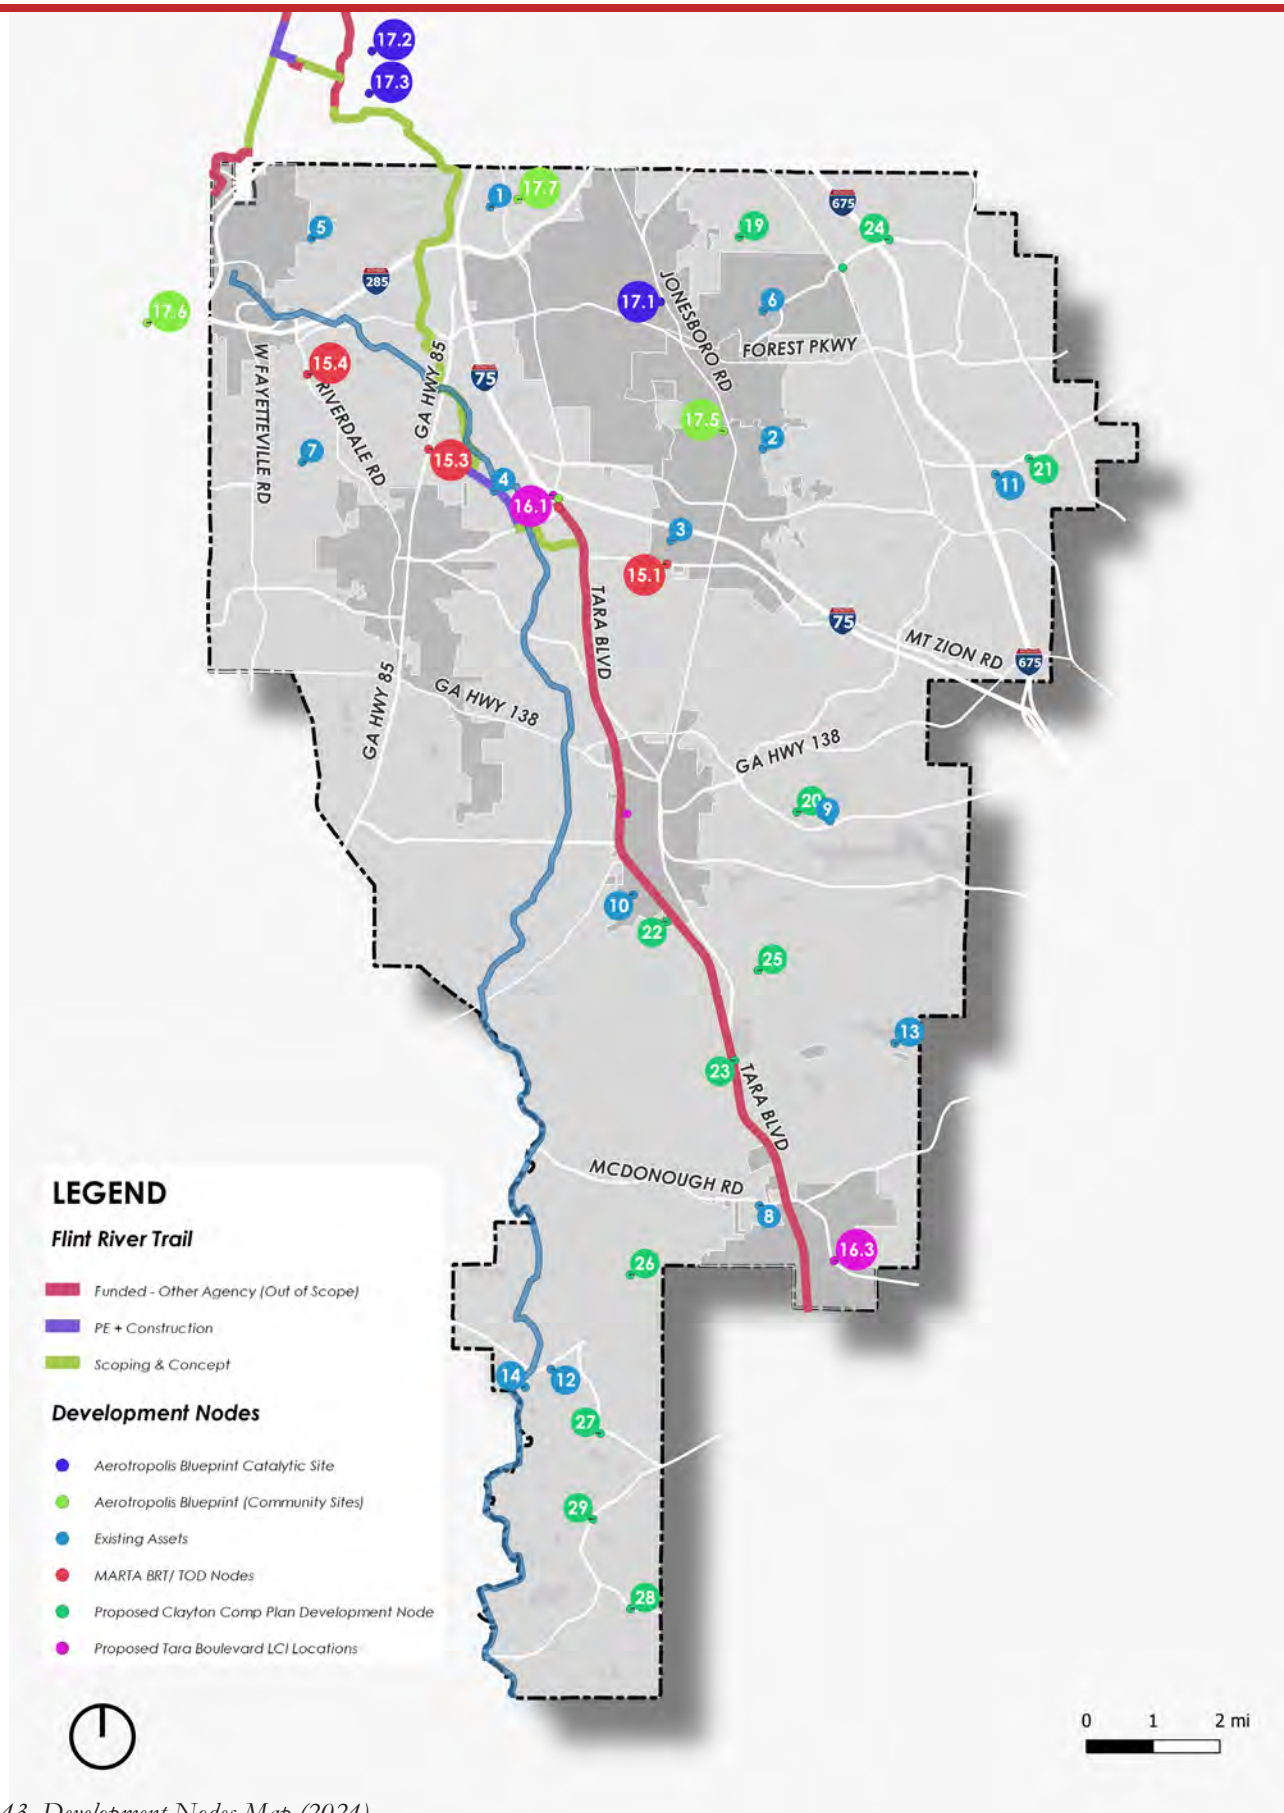 17.2
17.3
1
17.7
675
19
24
5
285
17.1
JONESBORO RD
6
17.6
FOREST PKWY
15.4
W FAYETTEVILLE RD
RIVERDALE RD
GA HWY 85
75
17.5
2
7
15.3
4
16.1
21
11
3
15.1
TARA BLVD
75
MT ZION RD
675
GA HWY 85
GA HWY 138
GA HWY 138
20
9
10
22
25
13
23
TARA BLVD
MCDONOUGH RD
8
16.3
26
14
12
27
29
28
LEGEND
Flint River Trail
Funded - Other Agency (Out of Scope)
PE + Construction
Scoping & Concept
Development Nodes
Aerotropolis Blueprint Catalytic Site
Aerotropolis Blueprint (Community Sites)
Existing Assets
MARTA BRT/ TOD Nodes
Proposed Clayton Comp Plan Development Node
Proposed Tara Boulevard LCI Locations
0 1 2 mi
43. Development Nodes Map (2024)